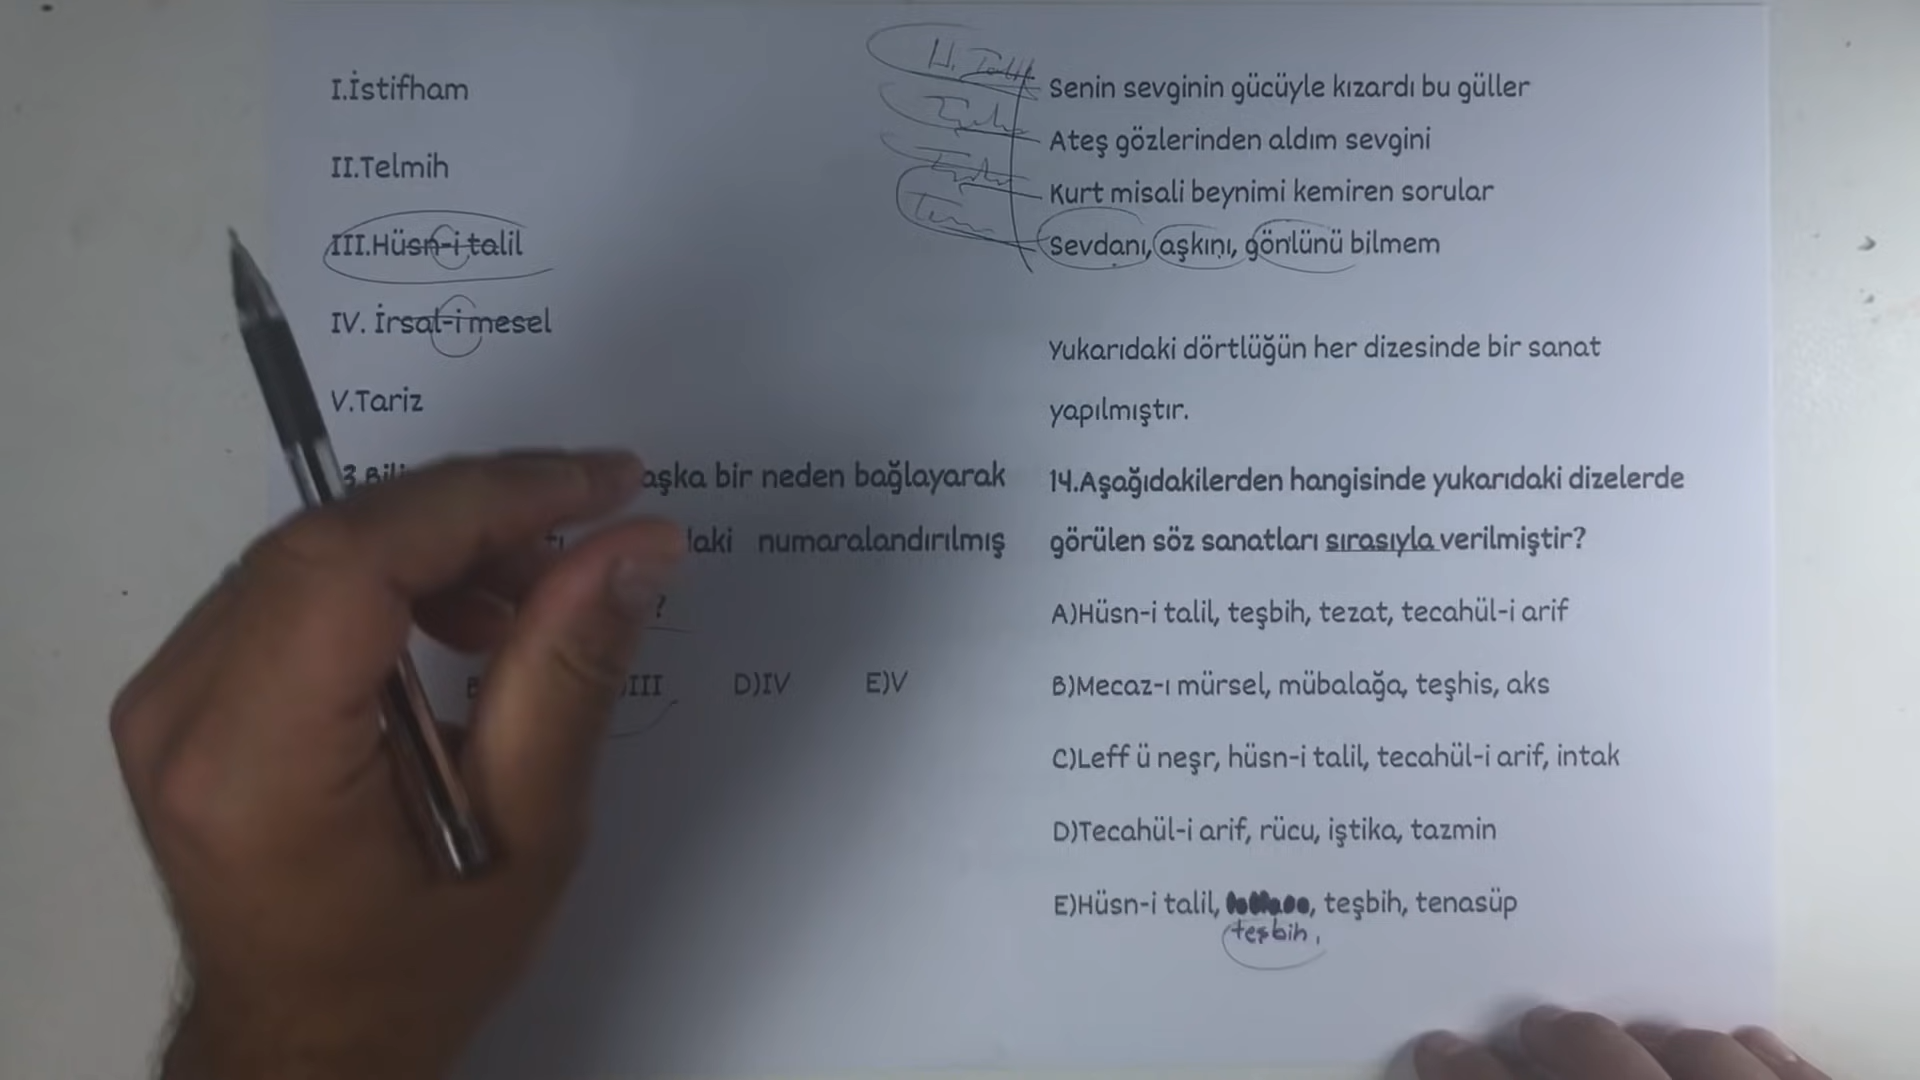 I.İstifham
II.Telmih
III.Hüsn-i talil
IV. İrsal-i mesel
V.Tariz
aşka bir neden bağlayarak
numaralandırılmış
?
III D)IV E)V
H. Talil
Senin sevginin gücüyle kızardı bu güller
Ateş gözlerinden aldım sevgini
Kurt misali beynimi kemiren sorular
Ten
Sevdanı, aşkını, gönlünü bilmem
Yukarıdaki dörtlüğün her dizesinde bir sanat
yapılmıştır.
14.Aşağıdakilerden hangisinde yukarıdaki dizelerde
görülen söz sanatları sırasıyla verilmiştir?
A)Hüsn-i talil, teşbih, tezat, tecahül-i arif
B)Mecaz-ı mürsel, mübalağa, teşhis, aks
C)Leff ü neşr, hüsn-i talil, tecahül-i arif, intak
D)Tecahül-i arif, rücu, iştika, tazmin
E)Hüsn-i talil, , teşbih, tenasüp
teşbih,